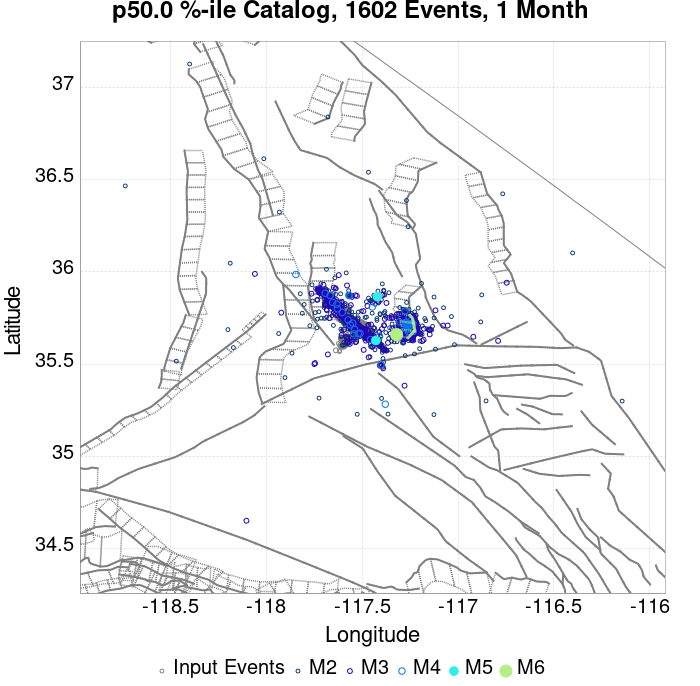 p50.0 %-ile Catalog, 1602 Events, 1 Month
37
36.5
36
35.5
35
34.5
Latitude
-118.5 -118 -117.5 -117 -116.5 -116
Longitude
Input Events M2 M3 M4 M5 M6